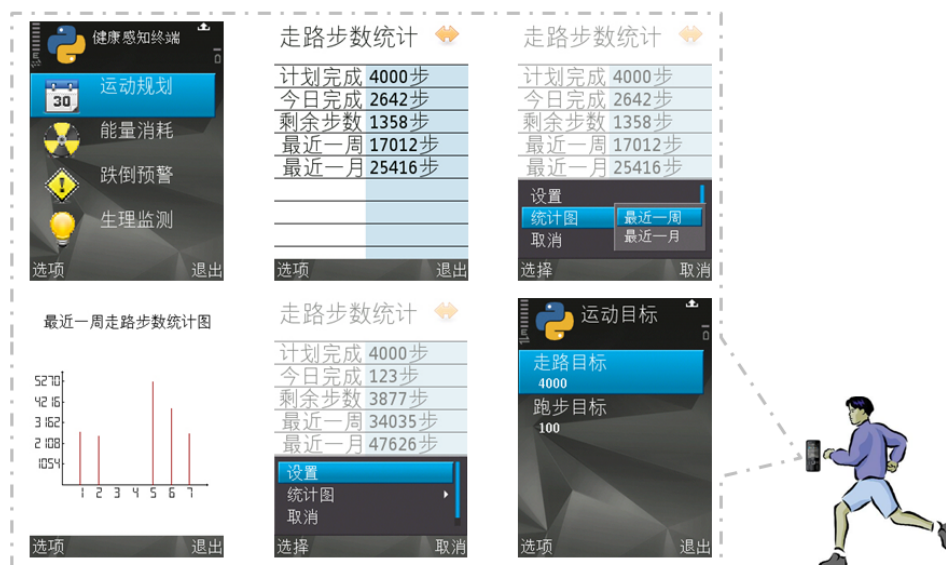 健康感知终端
30
运动规划
能量消耗
跌倒预警
生理监测
选项 退出
走路步数统计
计划完成 4000步
今日完成 2642步
剩余步数 1358步
最近一周 17012步
最近一月 25416步
选项 退出
走路步数统计
计划完成 4000步
今日完成 2642步
剩余步数 1358步
最近一周 17012步
最近一月 25416步
设置
统计图 最近一周
最近一月
取消
选择 取消
最近一周走路步数统计图
5270
4216
3162
2108
1054
1 2 3 4 5 6 7
选项 退出
走路步数统计
计划完成 4000步
今日完成 123步
剩余步数 3877步
最近一周 34035步
最近一月 47626步
设置
统计图
取消
选择 取消
运动目标
走路目标
4000
跑步目标
100
选项 退出